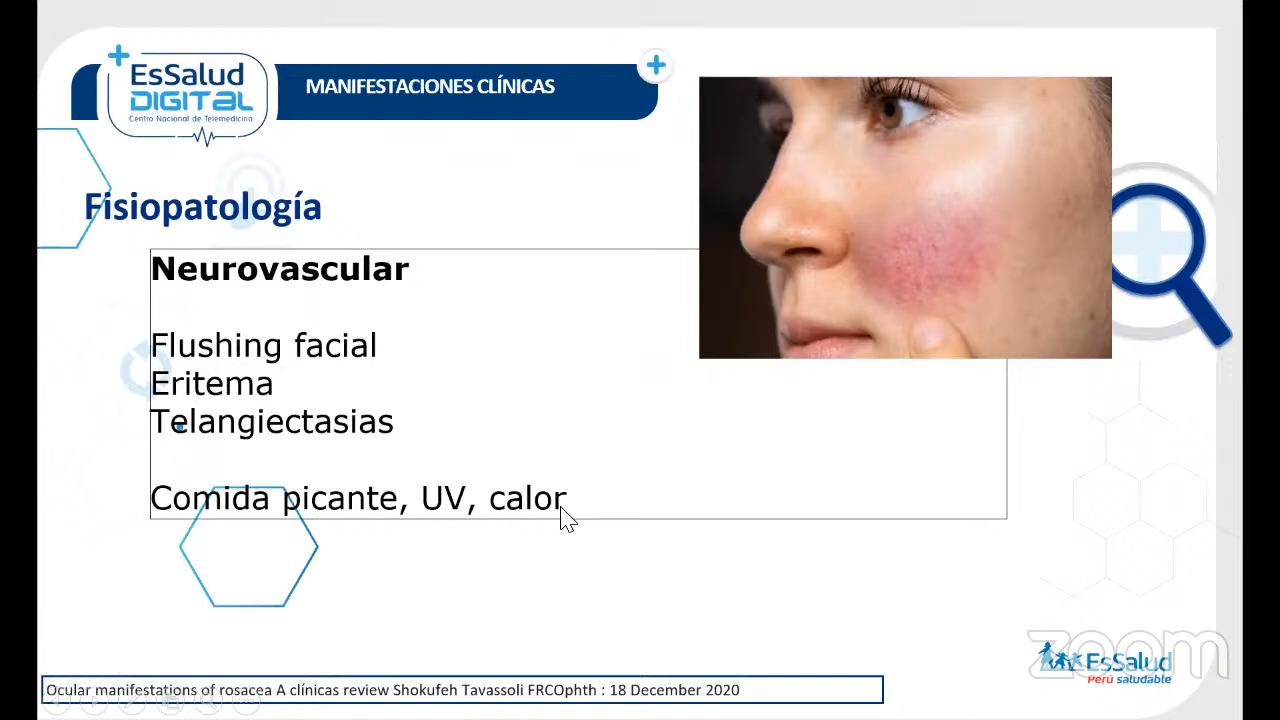 EsSalud
DIGITAL
Centro Nacional de Telemedicina
MANIFESTACIONES CLÍNICAS
Fisiopatología
Neurovascular
Flushing facial
Eritema
Telangiectasias
Comida picante, UV, calor
zoom
EsSalud
Perú saludable
Ocular manifestations of rosacea A clínicas review Shokufeh Tavassoli FRCOphth : 18 December 2020